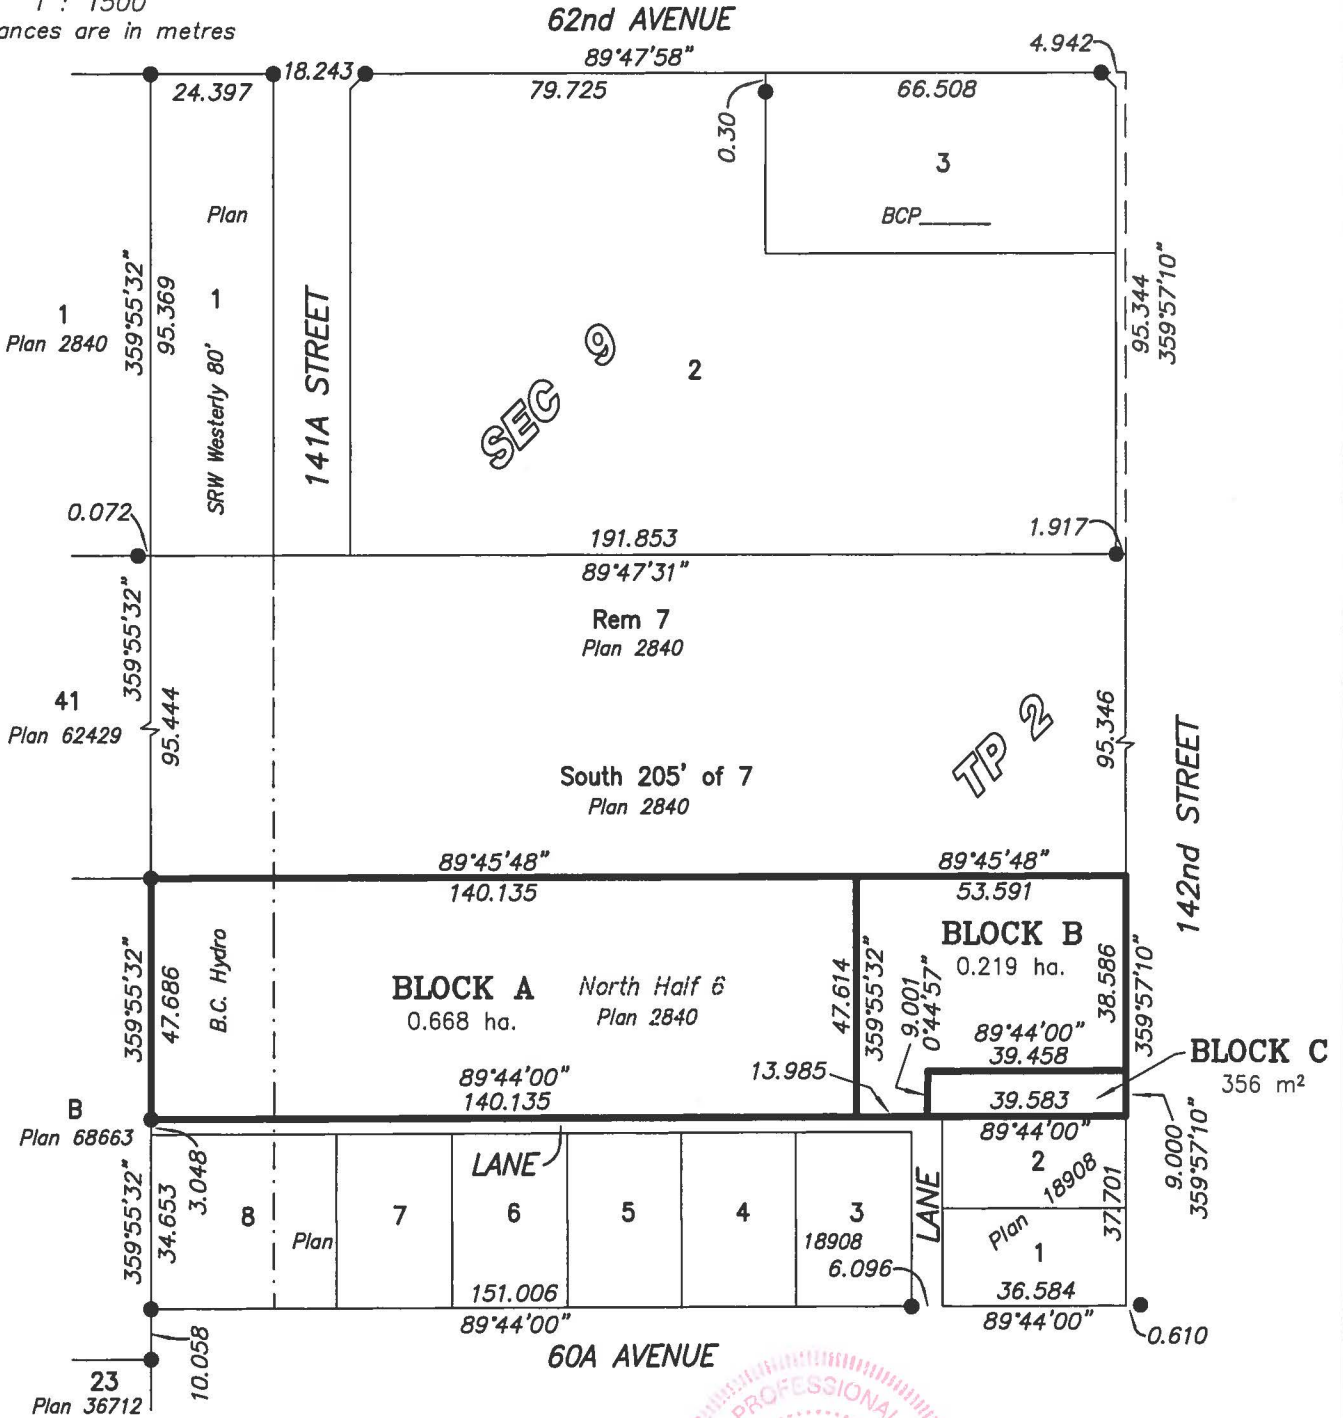 1 : 1500
ances are in metres
62nd AVENUE
89°47'58"
4.942
24.397
18.243
79.725
66.508
0.30
3
BCP
Plan
1
SRW Westerly 80'
141A STREET
359°55'32"
95.369
1
Plan 2840
SEC 9
2
95.344
359°57'10"
0.072
191.853
89°47'31"
1.917
Rem 7
Plan 2840
359°55'32"
95.444
41
Plan 62429
TP 2
95.346
142nd STREET
South 205' of 7
Plan 2840
89°45'48"
140.135
89°45'48"
53.591
359°55'32"
47.686
B.C. Hydro
BLOCK A
0.668 ha.
North Half 6
Plan 2840
47.614
359°55'32"
BLOCK B
0.219 ha.
9.001
0°44'57"
38.586
359°57'10"
89°44'00"
39.458
BLOCK C
356 m²
89°44'00"
140.135
13.985
39.583
89°44'00"
9.000
359°57'10"
B
Plan 68663
3.048
359°55'32"
34.653
LANE
8
Plan
7
6
5
4
3
18908
LANE
6.096
2
Plan 18908
37.701
1
151.006
89°44'00"
36.584
89°44'00"
0.610
60A AVENUE
10.058
23
Plan 36712
PROFESSIONAL